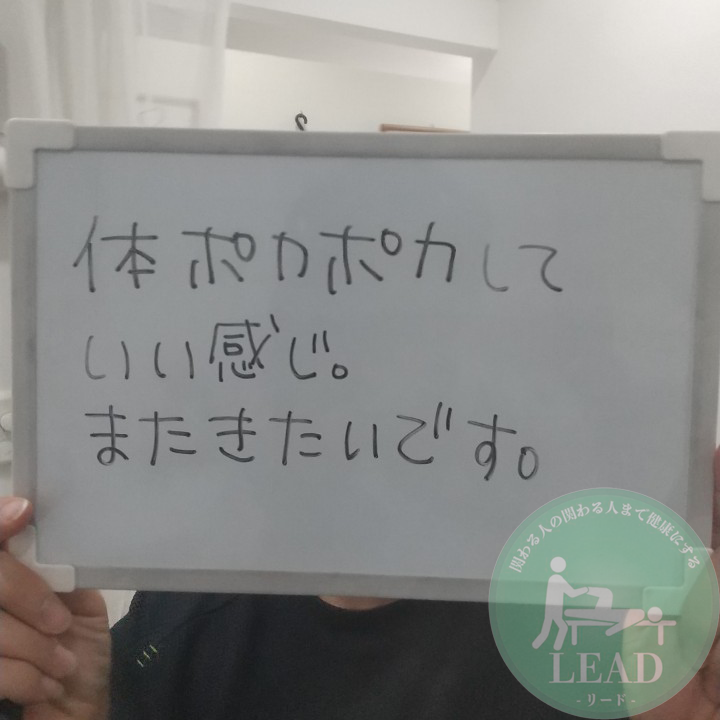 体ポカポカして
いい感じ。
またきたいです。
関わる人の関わる人まで健康にする
LEAD
- リード -